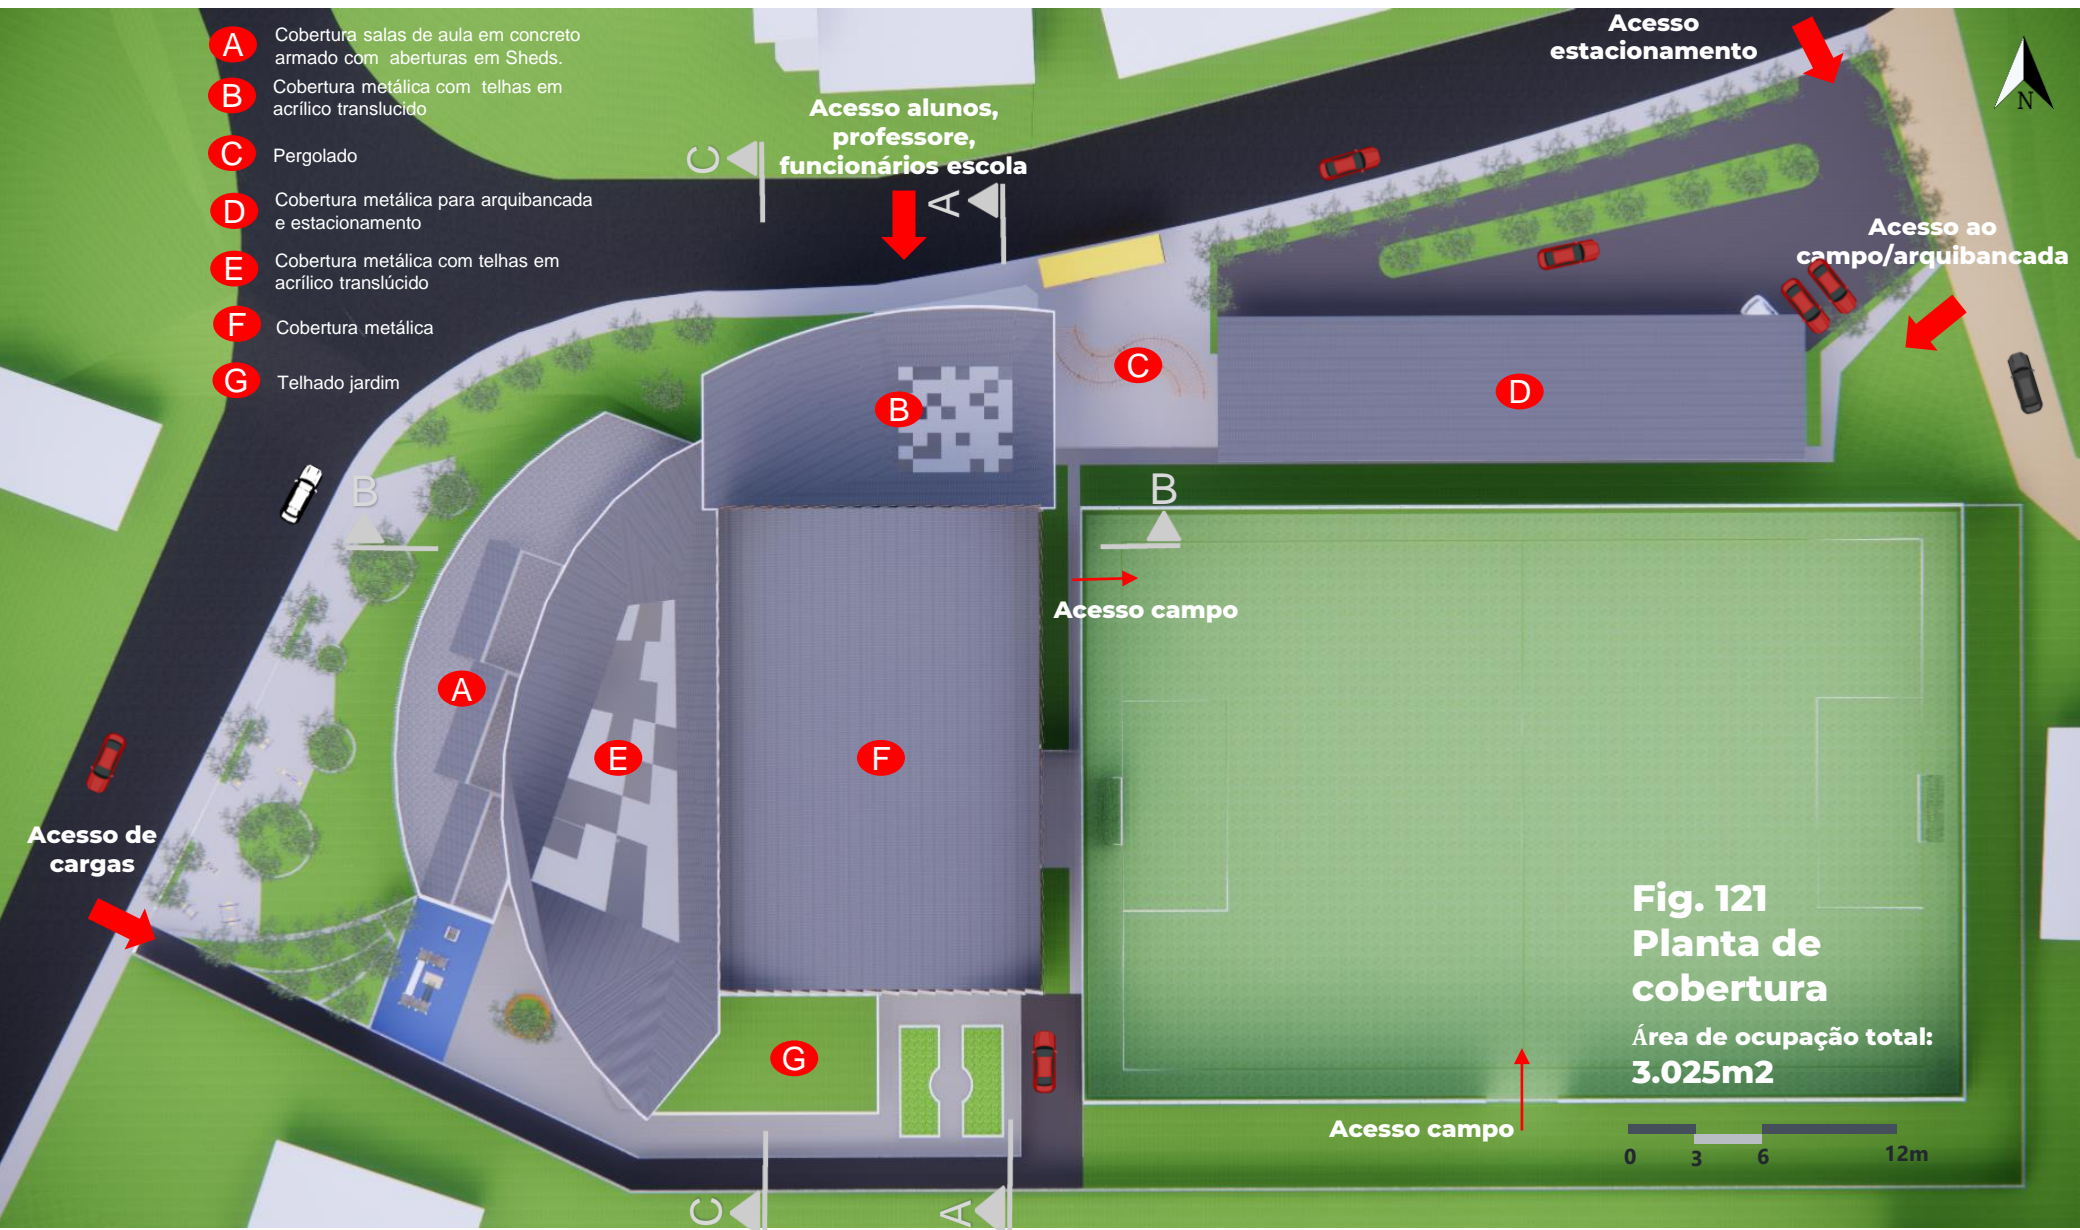 A
Cobertura salas de aula em concreto
armado com  aberturas em Sheds.
B
Cobertura metálica com  telhas em
acrílico translucido
C
Pergolado
D
Cobertura metálica para arquibancada
e estacionamento
E
Cobertura metálica com telhas em
acrílico translúcido
F
Cobertura metálica
G
Telhado jardim
Acesso alunos,
professore,
funcionários escola
Acesso
estacionamento
N
Acesso ao
campo/arquibancada
C
A
B
C
D
B
B
Acesso campo
A
E
F
Acesso de
cargas
G
Acesso campo
C
A
Fig. 121
Planta de
cobertura
Área de ocupação total:
3.025m2
0 3 6 12m